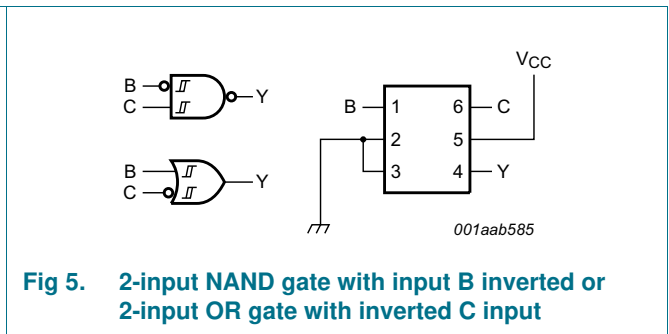 B
C
Y
B
C
Y
VCC
B 1 6 C
2 5
3 4 Y
001aab585
Fig 5. 2-input NAND gate with input B inverted or
2-input OR gate with inverted C input